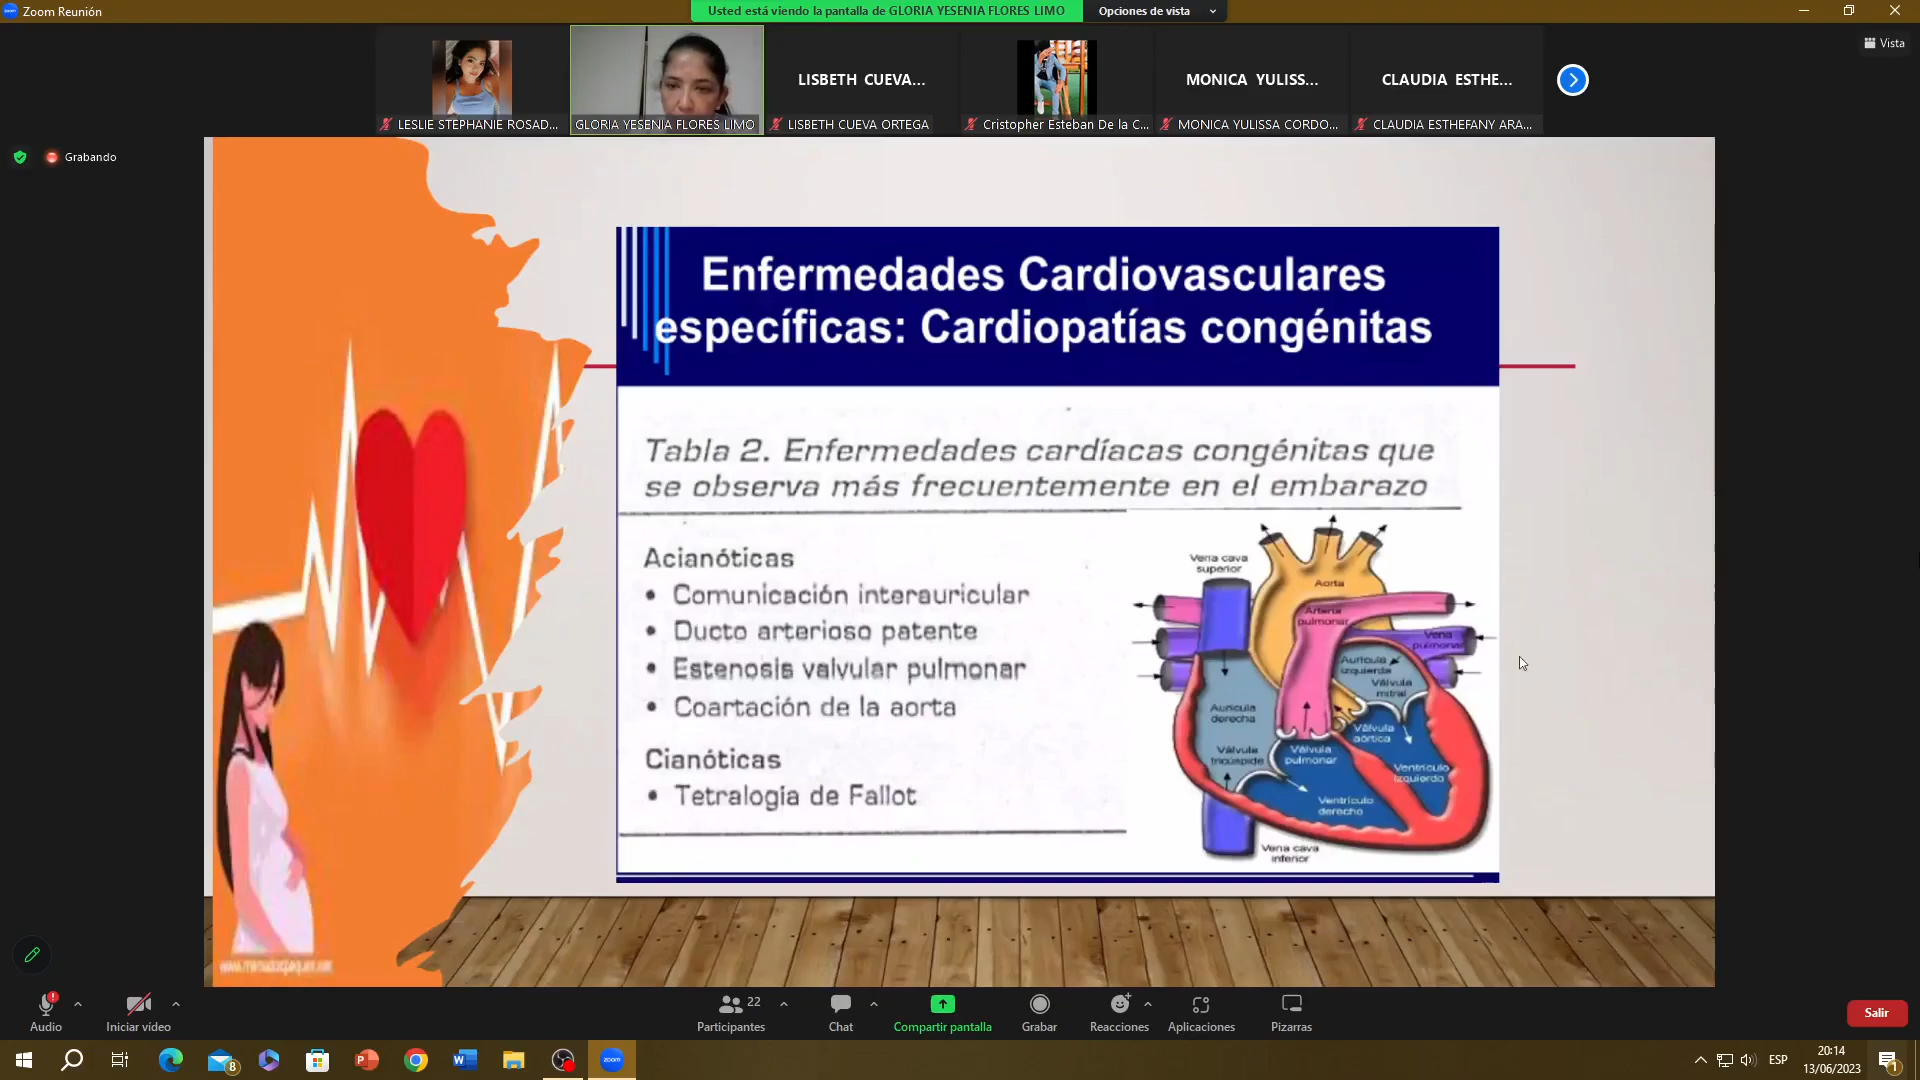 Zoom Reunión
Usted está viendo la pantalla de GLORIA YESENIA FLORES LIMO
Opciones de vista
Vista
LISBETH CUEVA...
MONICA YULISS...
CLAUDIA ESTHE...
LESLIE STEPHANIE ROSAD...
GLORIA YESENIA FLORES LIMO
LISBETH CUEVA ORTEGA
Cristopher Esteban De la C...
MONICA YULISSA CORDO...
CLAUDIA ESTHEFANY ARA...
Grabando
Enfermedades Cardiovasculares
específicas: Cardiopatías congénitas
Tabla 2. Enfermedades cardíacas congénitas que
se observa más frecuentemente en el embarazo
Acianóticas
• Comunicación interauricular
• Ducto arterioso patente
• Estenosis valvular pulmonar
• Coartación de la aorta
Cianóticas
• Tetralogia de Fallot
Vena cava
superior
Aorta
Arteria
pulmonar
Vena
pulmonar
Aurícula
izquierda
Válvula
mitral
Aurícula
derecha
Válvula
aórtica
Válvula
tricúspide
Válvula
pulmonar
Ventrículo
izquierdo
Ventrículo
derecho
Vena cava
inferior
Audio
Iniciar vídeo
22
Participantes
Chat
Compartir pantalla
Grabar
Reacciones
Aplicaciones
Pizarras
Salir
8
zoom
ESP
20:14
13/06/2023
1